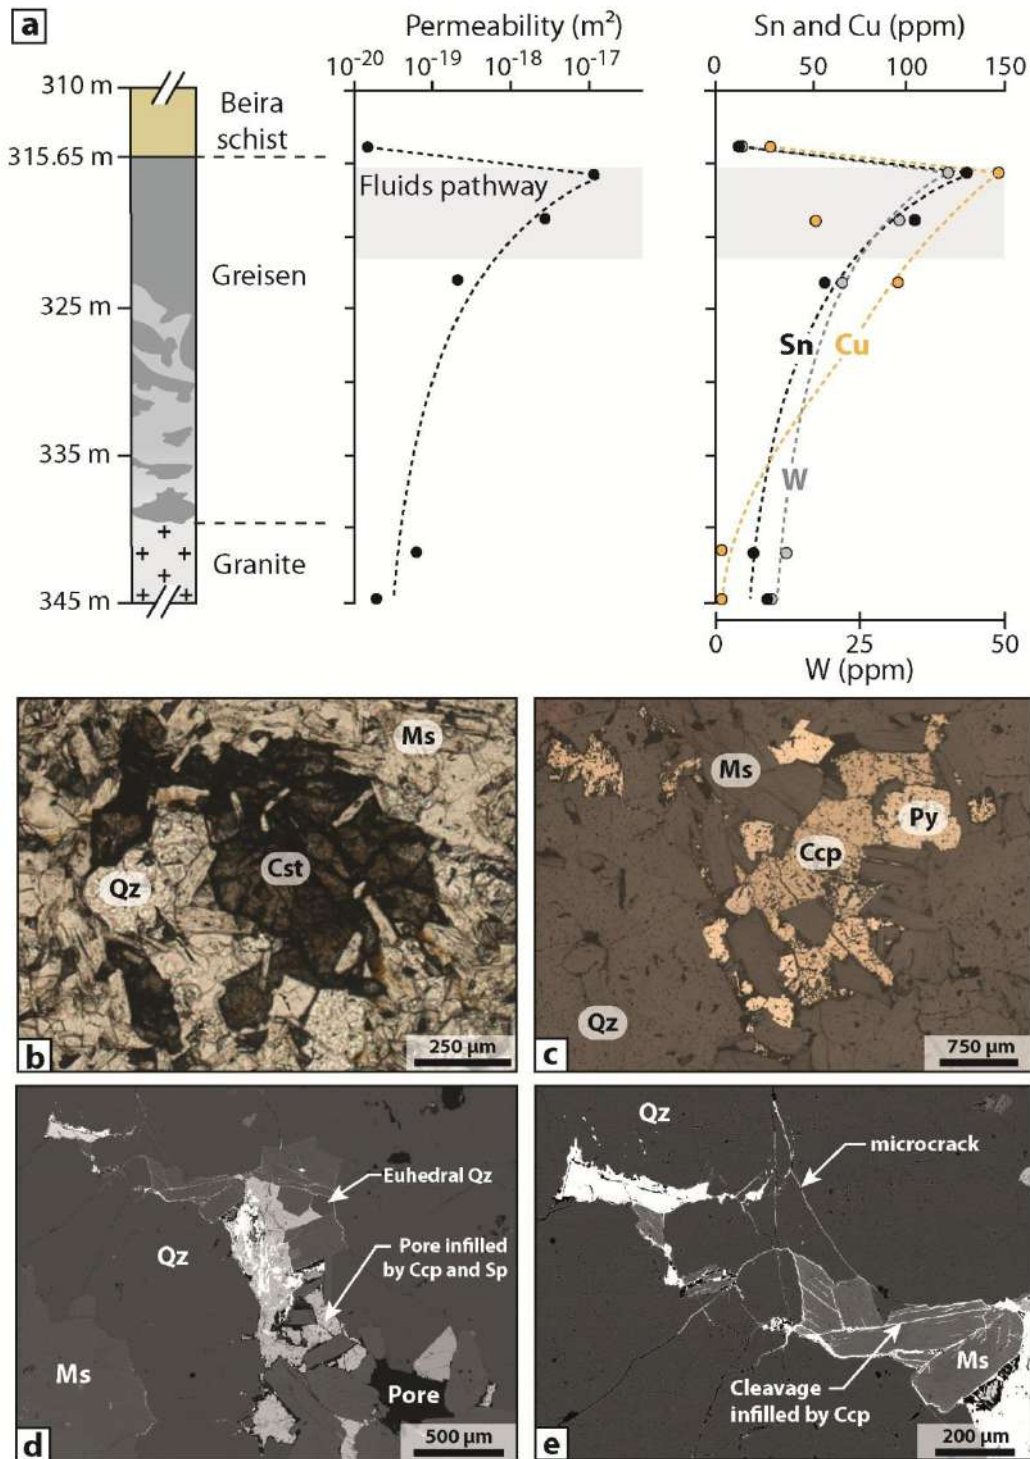 a
Permeability (m²)
10-20 10-19 10-18 10-17
Sn and Cu (ppm)
0 50 100 150
310 m
Beira
schist
315.65 m
Fluids pathway
Greisen
325 m
Sn Cu
335 m
W
Granite
345 m
0 25 50
W (ppm)
Ms
Cst
Qz
250 µm
b
Ms
Py
Ccp
Qz
750 µm
c
Euhedral Qz
Qz
Pore infilled
by Ccp and Sp
Ms
Pore
500 µm
d
Qz
microcrack
Ms
Cleavage
infilled by Ccp
200 µm
e